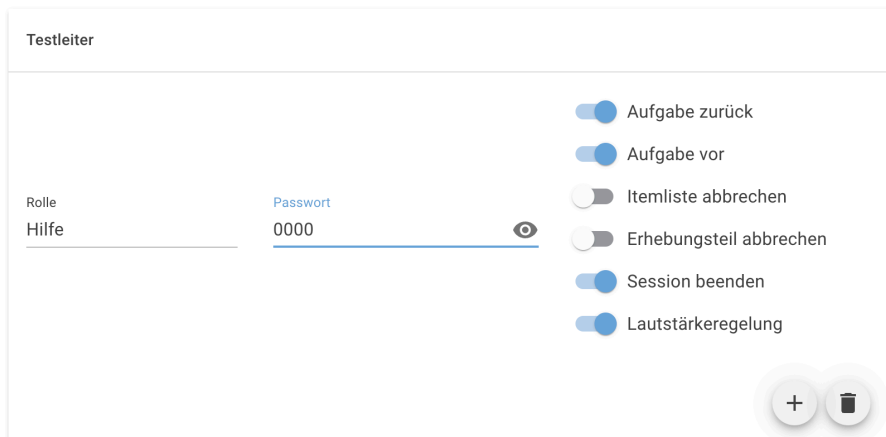 Testleiter
Rolle
Hilfe
Passwort
0000
Aufgabe zurück
Aufgabe vor
Itemliste abbrechen
Erhebungsteil abbrechen
Session beenden
Lautstärkeregelung